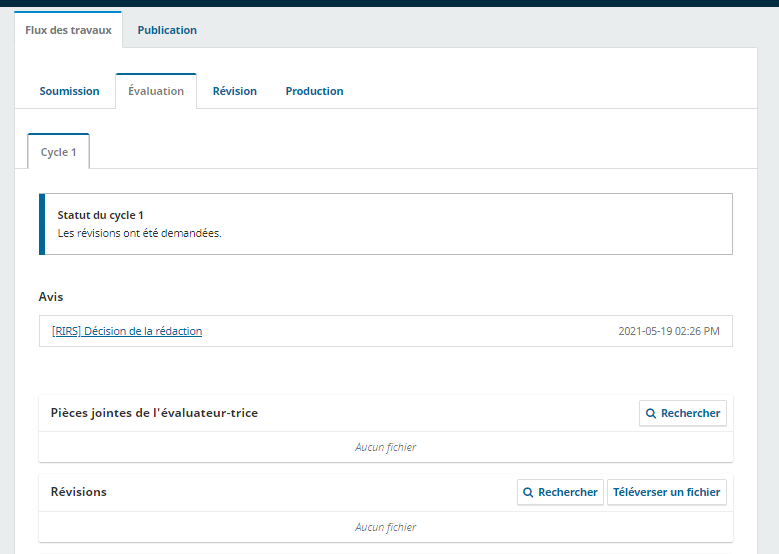 Flux des travaux Publication
Soumission Évaluation Révision Production
Cycle 1
Statut du cycle 1
Les révisions ont été demandées.
Avis
[RIRS] Décision de la rédaction 2021-05-19 02:26 PM
Pièces jointes de l'évaluateur-trice Rechercher
Aucun fichier
Révisions Rechercher Téléverser un fichier
Aucun fichier